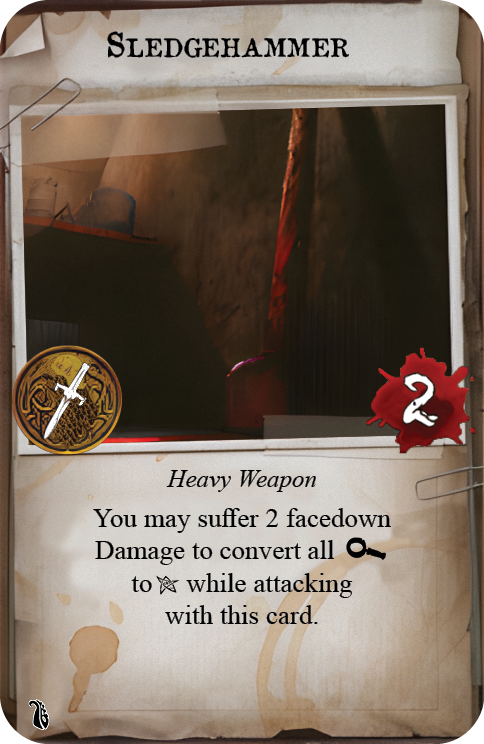 Sledgehammer
2
Heavy Weapon
You may suffer 2 facedown
Damage to convert all
to while attacking
with this card.